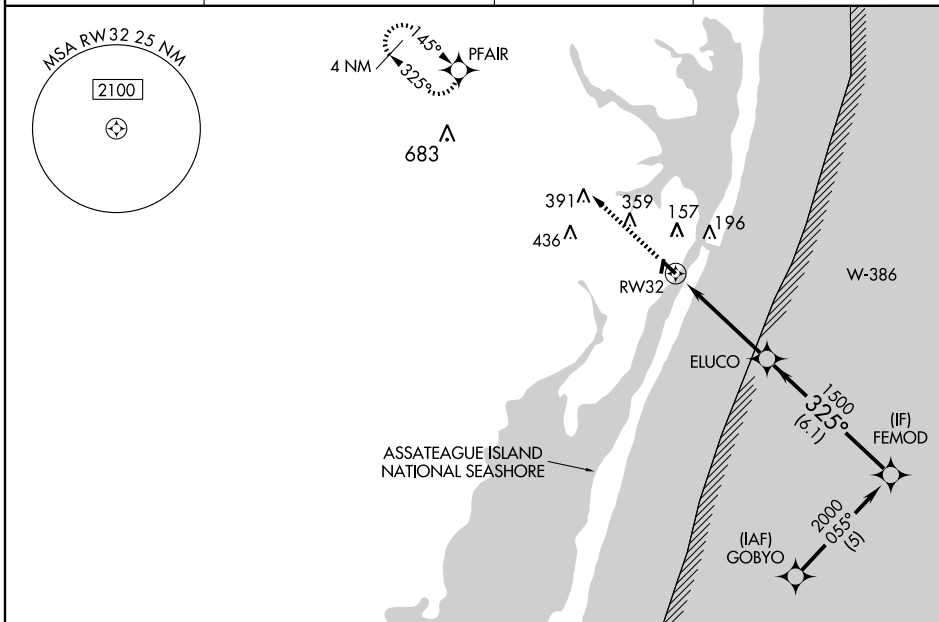 MSA RW32 25 NM
2100
145°
PFAIR
4 NM
325°
683
391
359
157
196
436
RW32
W-386
ELUCO
1500
325°
(6.1)
(IF)
FEMOD
ASSATEAGUE ISLAND
NATIONAL SEASHORE
2000
055°
(5)
(IAF)
GOBYO